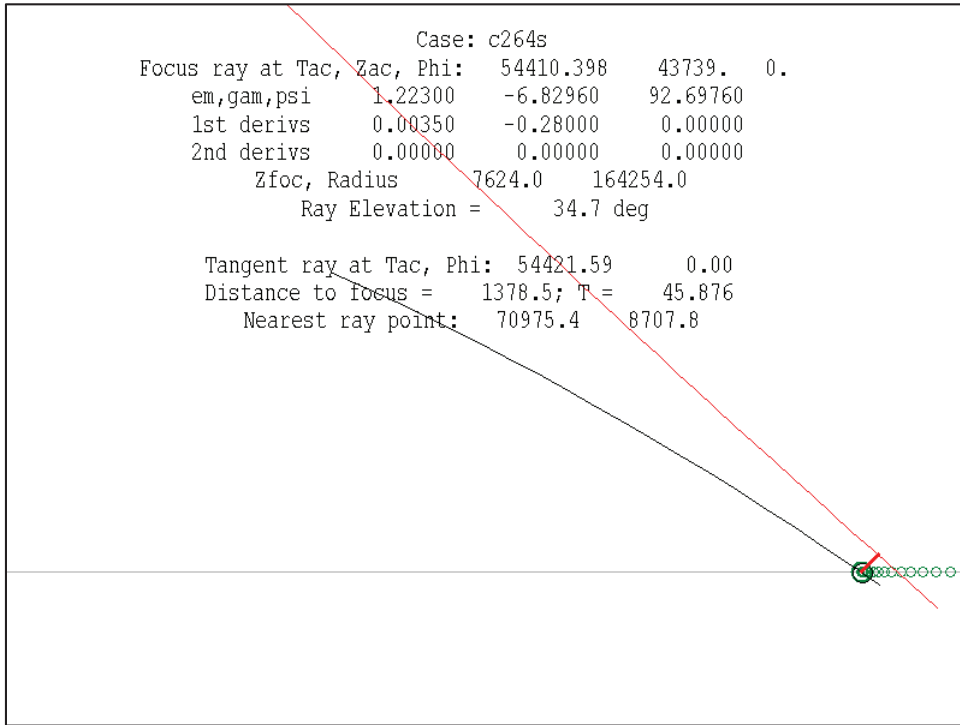 Case: c264s
Focus ray at Tac, Zac, Phi: 54410.398 43739. 0.
em,gam,psi 1.22300 -6.82960 92.69760
1st derivs 0.00350 -0.28000 0.00000
2nd derivs 0.00000 0.00000 0.00000
Zfoc, Radius 7624.0 164254.0
Ray Elevation = 34.7 deg
Tangent ray at Tac, Phi: 54421.59 0.00
Distance to focus = 1378.5; T = 45.876
Nearest ray point: 70975.4 8707.8